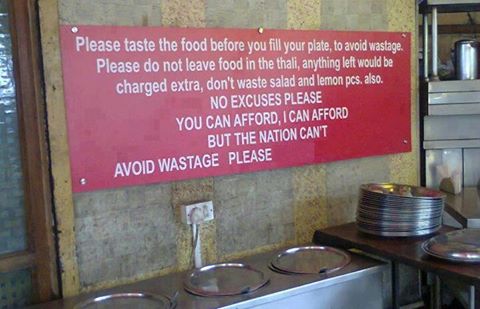 Please taste the food before you fill your plate, to avoid wastage.
Please do not leave food in the thali, anything left would be
charged extra, don't waste salad and lemon pcs. also.
NO EXCUSES PLEASE
YOU CAN AFFORD, I CAN AFFORD
BUT THE NATION CAN'T
AVOID WASTAGE PLEASE